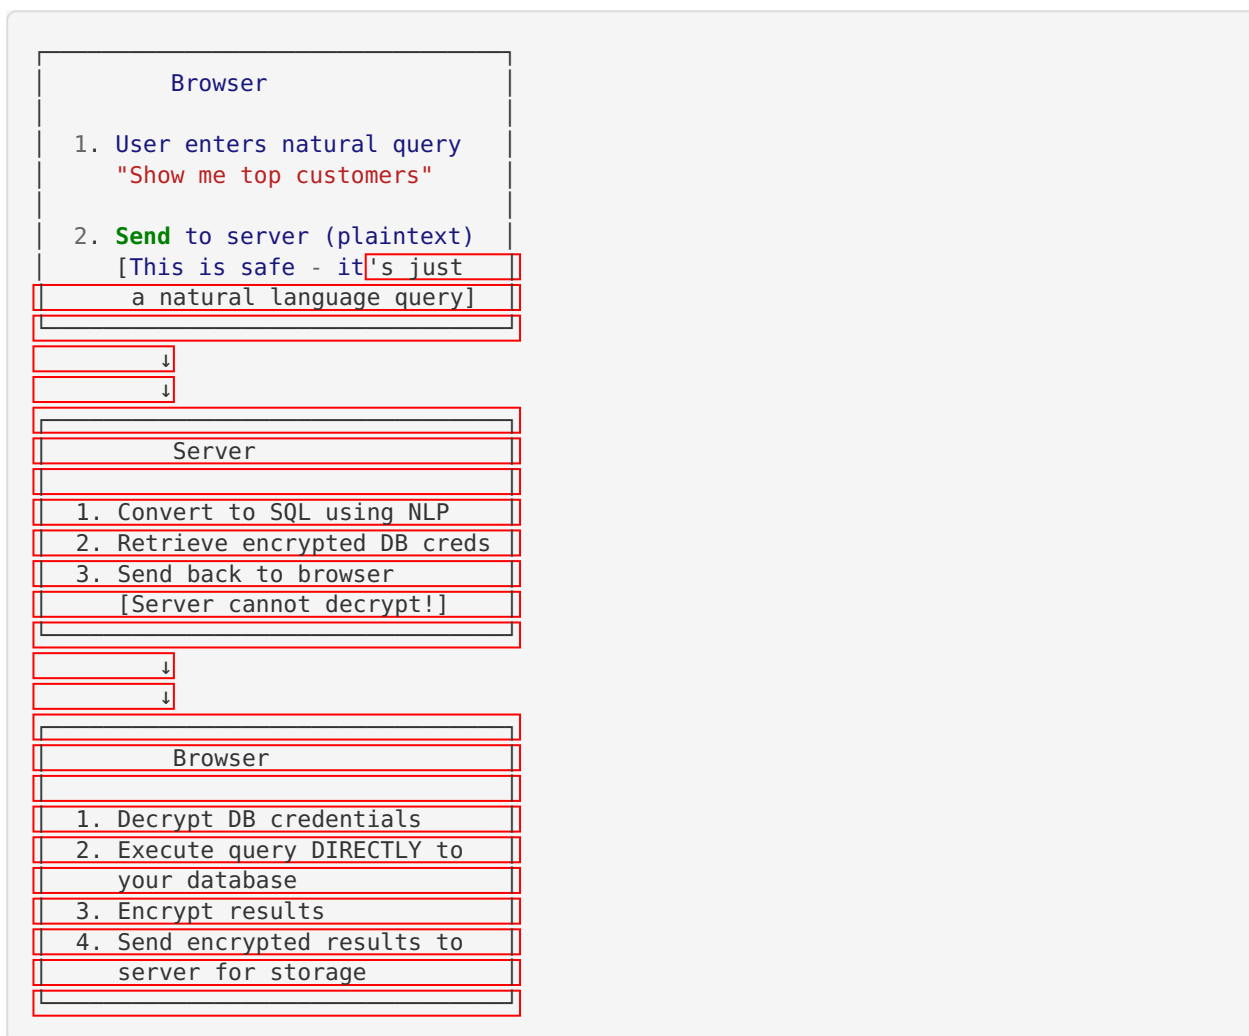 Browser
1. User enters natural query
"Show me top customers"
2. Send to server (plaintext)
[This is safe - it's just
a natural language query]
↓
↓
Server
1. Convert to SQL using NLP
2. Retrieve encrypted DB creds
3. Send back to browser
[Server cannot decrypt!]
↓
↓
Browser
1. Decrypt DB credentials
2. Execute query DIRECTLY to
your database
3. Encrypt results
4. Send encrypted results to
server for storage